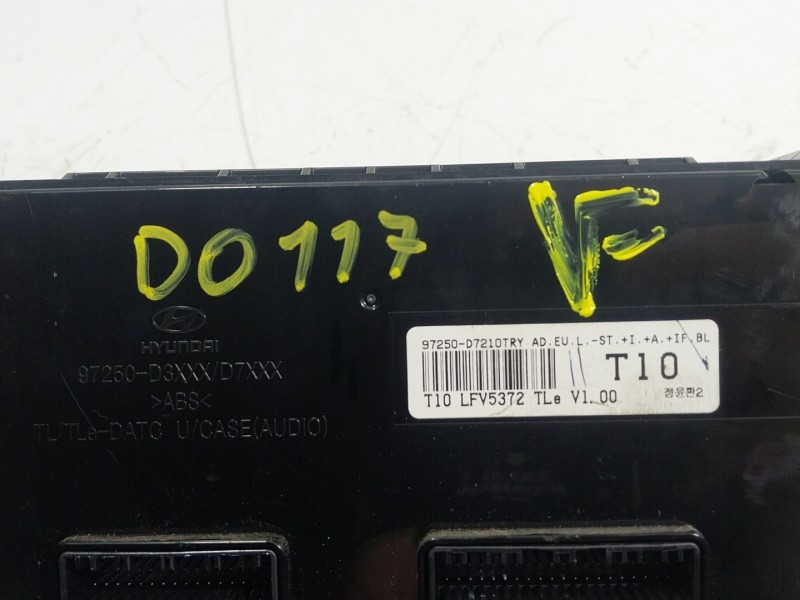 DO117 VF
HYUNDAI
97250-D3XXX/D7XXX
>ABS<
TL/TLe-DATC U/CASE(AUDIO)
97250-D7210TRY AD.EU.L.-ST.+I.+A.+IF.BL
T10
T10 LFV5372 TLe V1.00
정윤환2